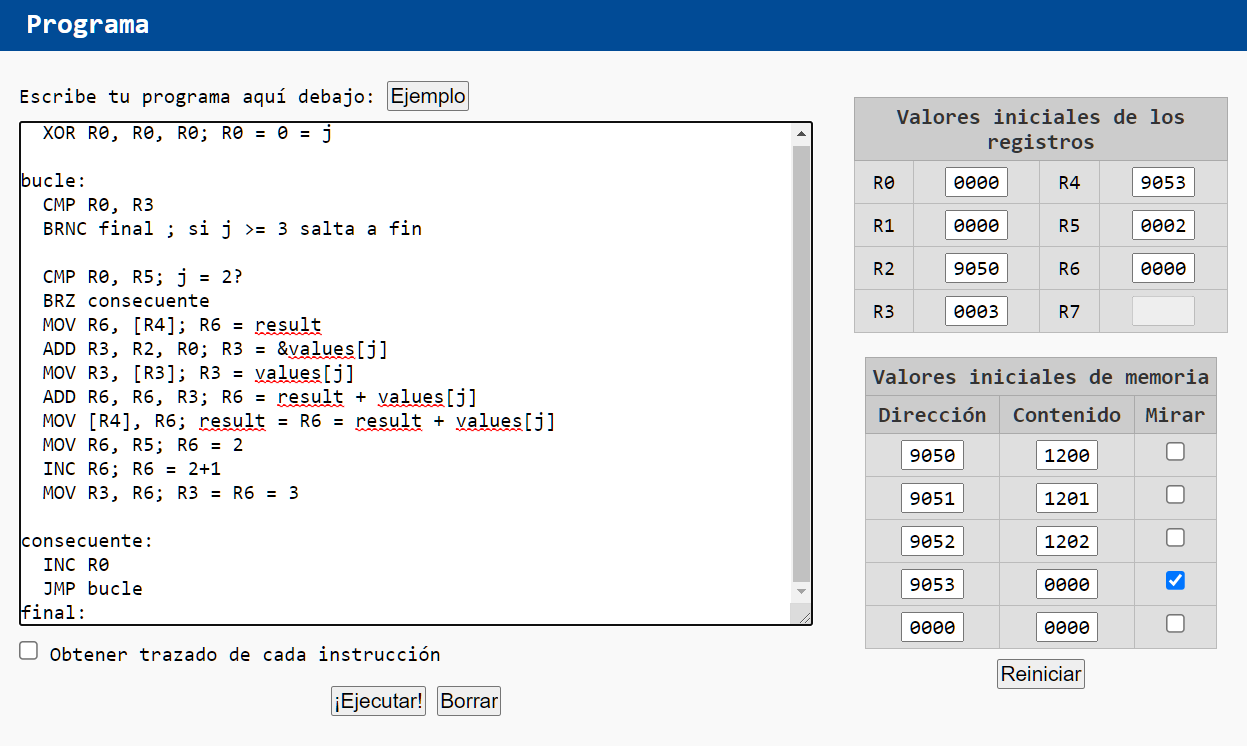 Programa
Escribe tu programa aquí debajo: Ejemplo
XOR R0, R0, R0; R0 = 0 = j
bucle:
CMP R0, R3
BRNC final ; si j >= 3 salta a fin
CMP R0, R5; j = 2?
BRZ consecuente
MOV R6, [R4]; R6 = result
ADD R3, R2, R0; R3 = &values[j]
MOV R3, [R3]; R3 = values[j]
ADD R6, R6, R3; R6 = result + values[j]
MOV [R4], R6; result = R6 = result + values[j]
MOV R6, R5; R6 = 2
INC R6; R6 = 2+1
MOV R3, R6; R3 = R6 = 3
consecuente:
INC R0
JMP bucle
final:
Obtener trazado de cada instrucción
¡Ejecutar! Borrar
Valores iniciales de los
registros
R0 0000 R4 9053
R1 0000 R5 0002
R2 9050 R6 0000
R3 0003 R7
Valores iniciales de memoria
Dirección Contenido Mirar
9050 1200
9051 1201
9052 1202
9053 0000
0000 0000
Reiniciar